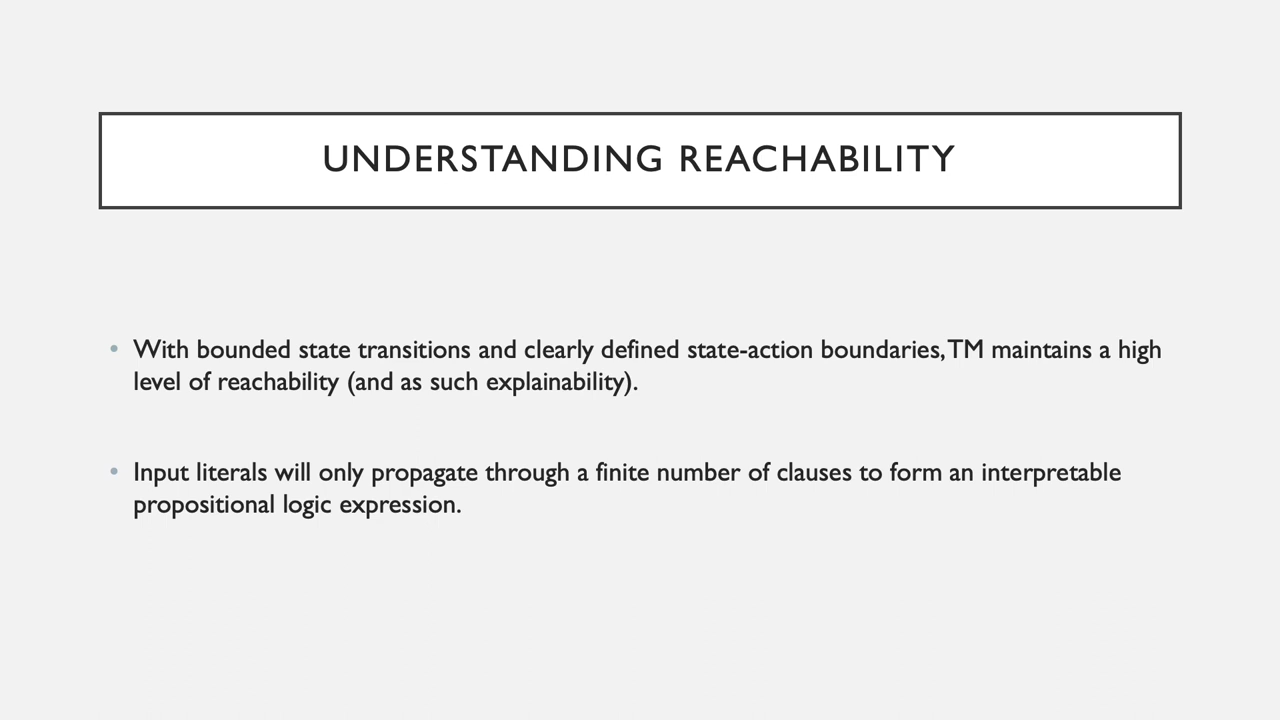 UNDERSTANDING REACHABILITY
• With bounded state transitions and clearly defined state-action boundaries, TM maintains a high
level of reachability (and as such explainability).
• Input literals will only propagate through a finite number of clauses to form an interpretable
propositional logic expression.